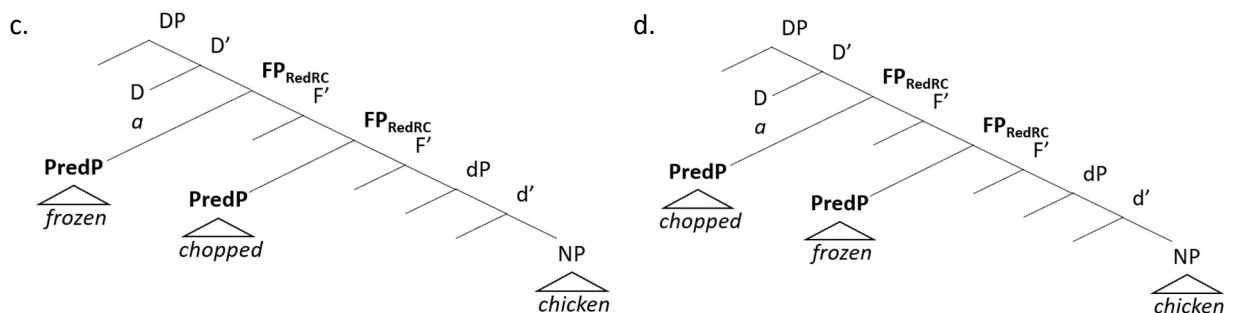 c.
DP
D’
FP RedRC
D
F’
a
FP RedRC
PredP
F’
frozen
PredP
dP
chopped
d’
NP
chicken
d.
DP
D’
FP RedRC
D
F’
a
FP RedRC
PredP
F’
chopped
PredP
dP
frozen
d’
NP
chicken